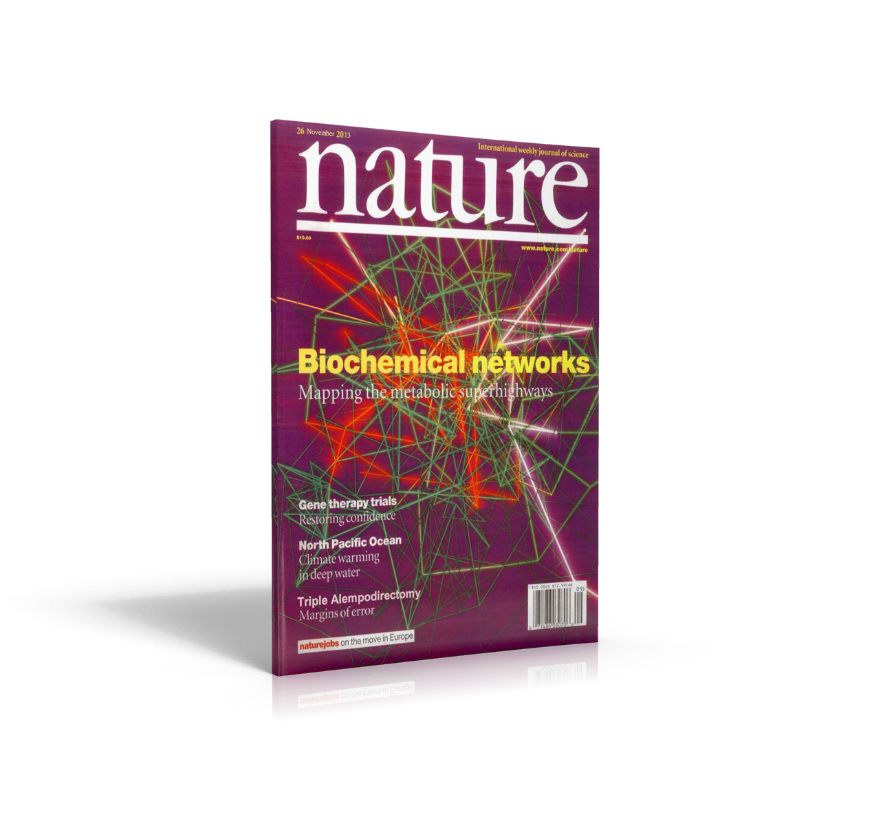 26 November 2015
International weekly journal of science
nature
$10.00
www.nature.com/nature
Biochemical networks
Mapping the metabolic superhighways
Gene therapy trials
Restoring confidence
North Pacific Ocean
Climate warming
in deep water
Triple Alempodirectomy
Margins of error
naturejobs on the move in Europe